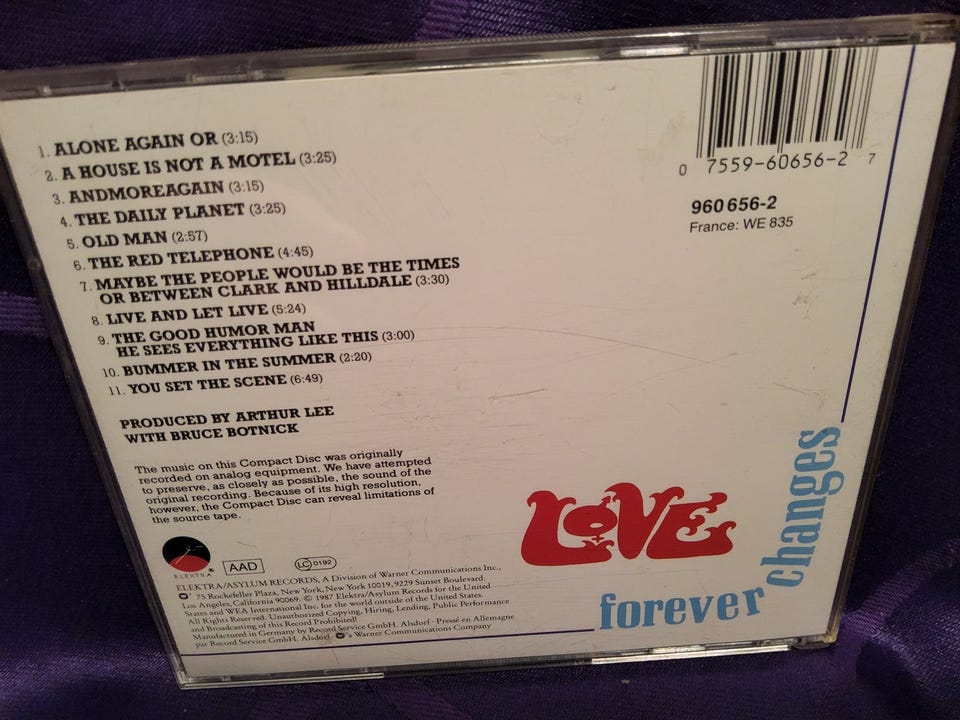 1. ALONE AGAIN OR (3:15)
2. A HOUSE IS NOT A MOTEL (3:25)
3. ANDMOREAGAIN (3:15)
4. THE DAILY PLANET (3:25)
5. OLD MAN (2:57)
6. THE RED TELEPHONE (4:45)
7. MAYBE THE PEOPLE WOULD BE THE TIMES
OR BETWEEN CLARK AND HILLDALE (3:30)
8. LIVE AND LET LIVE (5:24)
9. THE GOOD HUMOR MAN
HE SEES EVERYTHING LIKE THIS (3:00)
10. BUMMER IN THE SUMMER (2:20)
11. YOU SET THE SCENE (6:49)
PRODUCED BY ARTHUR LEE
WITH BRUCE BOTNICK
The music on this Compact Disc was originally
recorded on analog equipment. We have attempted
to preserve, as closely as possible, the sound of the
original recording. Because of its high resolution,
however, the Compact Disc can reveal limitations of
the source tape.
ELEKTRA
AAD
LC 0192
ELEKTRA/ASYLUM RECORDS, A Division of Warner Communications Inc.,
75 Rockefeller Plaza, New York, New York 10019, 9229 Sunset Boulevard.
Los Angeles, California 90069. © 1987 Elektra/Asylum Records for the United
States and WEA International Inc. for the world outside of the United States.
All Rights Reserved. Unauthorized Copying, Hiring, Lending, Public Performance
and Broadcasting of this Record Prohibited!
Manufactured in Germany by Record Service GmbH. Alsdorf · Pressé en Allemagne
par Record Service GmbH. Alsdorf a Warner Communications Company
0 7559-60656-2 7
960 656-2
France: WE 835
LOVE
forever changes